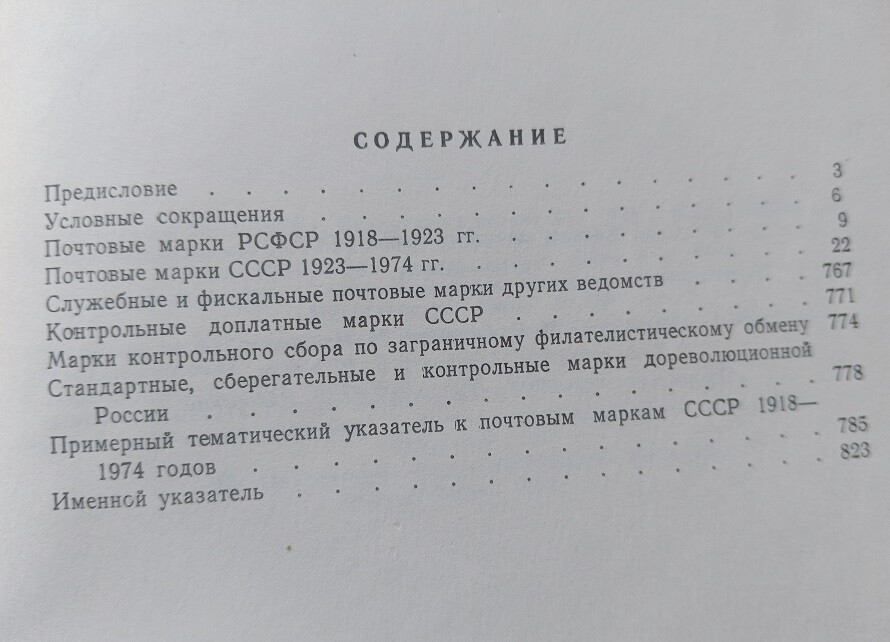 СОДЕРЖАНИЕ
Предисловие . . . . . . . . . . . . . . . . 3
Условные сокращения . . . . . . . . . . . . . 6
Почтовые марки РСФСР 1918—1923 гг. . . . . . . . . 9
Почтовые марки СССР 1923—1974 гг. . . . . . . . . 22
Служебные и фискальные почтовые марки других ведомств . . . . 767
Контрольные доплатные марки СССР . . . . . . . . 771
Марки контрольного сбора по заграничному филателистическому обмену 774
Стандартные, сберегательные и контрольные марки дореволюционной
России . . . . . . . . . . . . . . . . 778
Примерный тематический указатель к почтовым маркам СССР 1918—
1974 годов . . . . . . . . . . . . . . . 785
Именной указатель . . . . . . . . . . . . . . 823